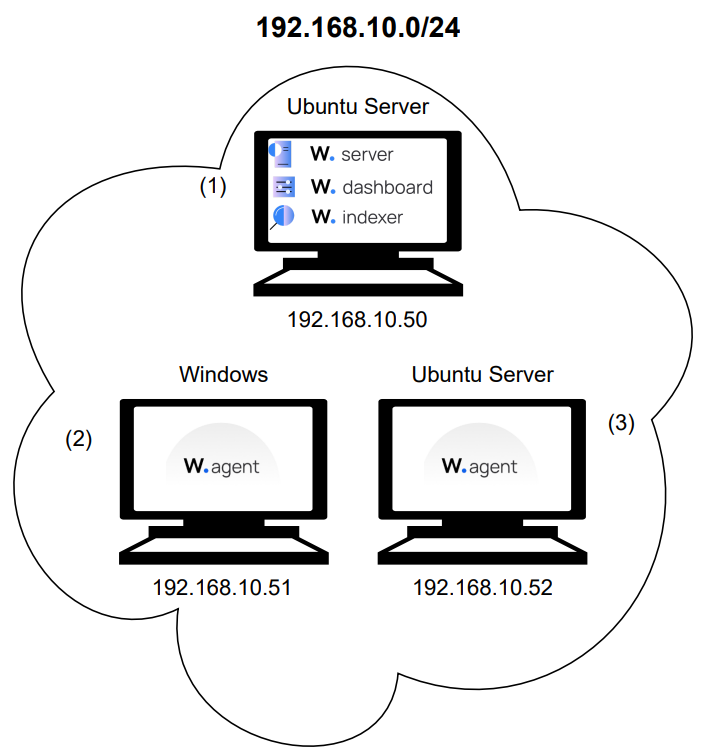 192.168.10.0/24
Ubuntu Server
(1)
W. server
W. dashboard
W. indexer
192.168.10.50
Windows
Ubuntu Server
(2)
(3)
W.agent
W.agent
192.168.10.51
192.168.10.52